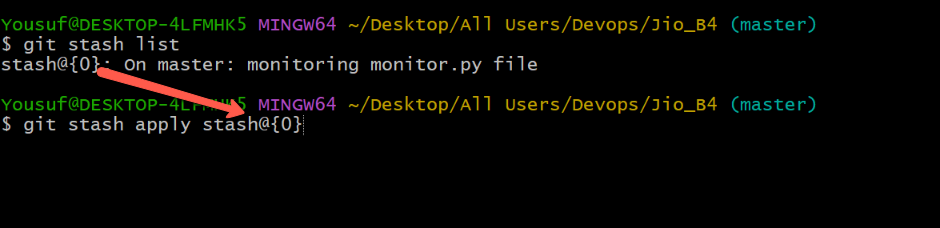 Yousuf@DESKTOP-4LFMHK5 MINGW64 ~/Desktop/All Users/Devops/Jio_B4 (master)
$ git stash list
stash@{0}: On master: monitoring monitor.py file
Yousuf@DESKTOP-4LFMHK5 MINGW64 ~/Desktop/All Users/Devops/Jio_B4 (master)
$ git stash apply stash@{0}